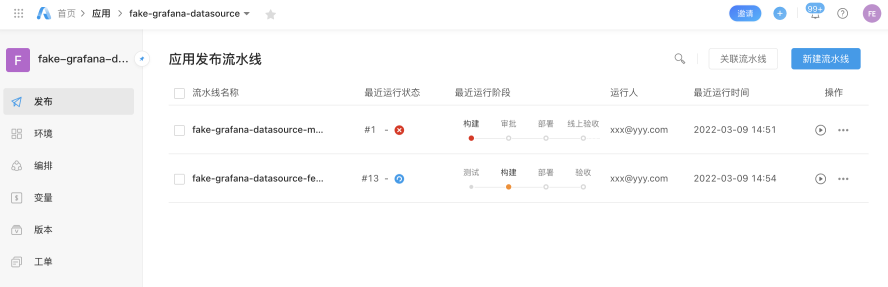 首页 > 应用 > fake-grafana-datasource
邀请
99+
FE
F fake-grafana-d...
应用发布流水线
关联流水线
新建流水线
发布
环境
编排
变量
版本
工单
流水线名称 最近运行状态 最近运行阶段 运行人 最近运行时间 操作
fake-grafana-datasource-m... #1 - 构建 审批 部署 线上验收 xxx@yyy.com 2022-03-09 14:51
fake-grafana-datasource-fe... #13 - 测试 构建 部署 验收 xxx@yyy.com 2022-03-09 14:54